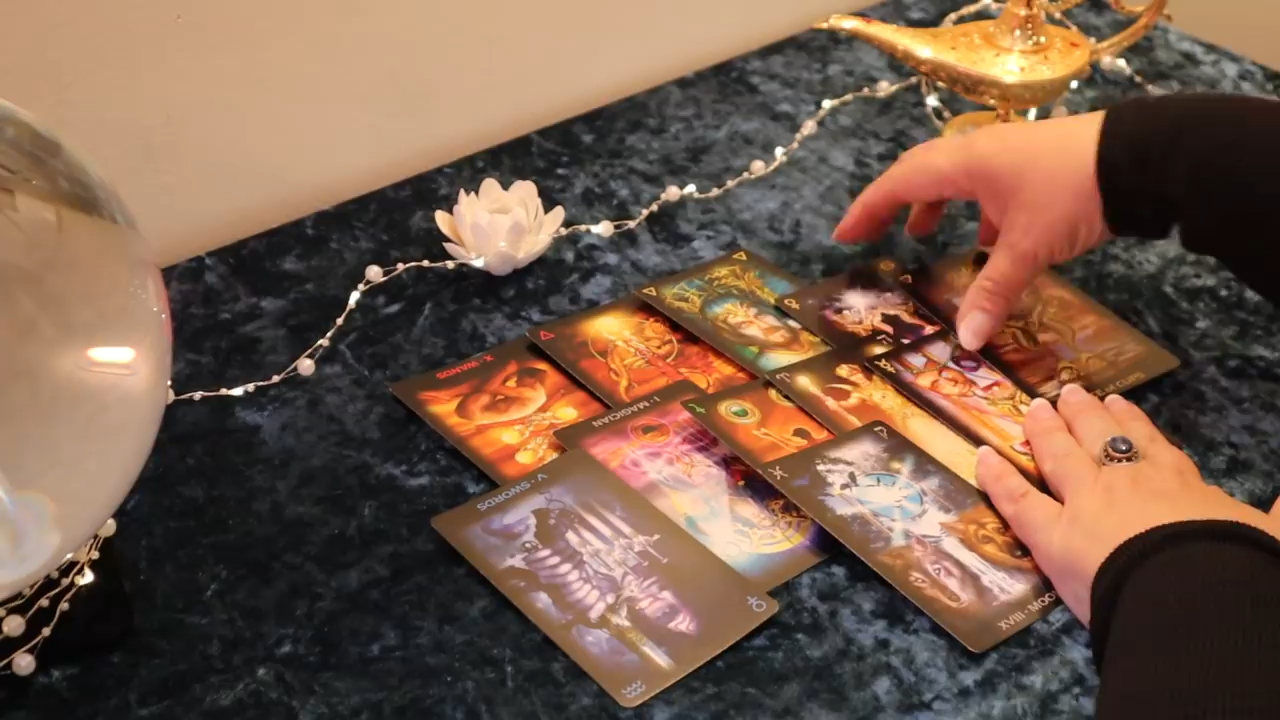 X WANDS
I · MAGICIAN
V · SWORDS
OF CUPS
XVIII · MOON